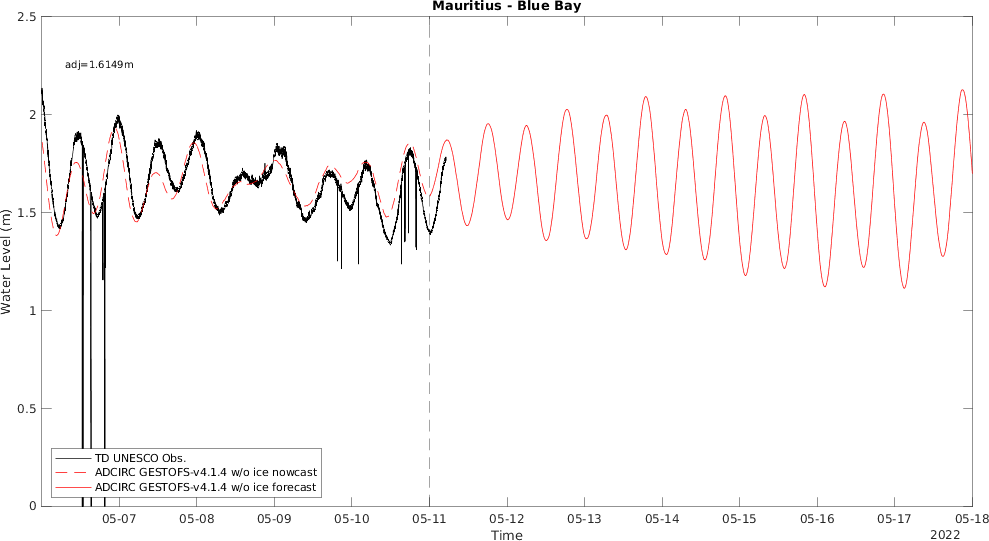 Mauritius - Blue Bay
2.5
adj=1.6149m
2
1.5
1
0.5
0
Water Level (m)
TD UNESCO Obs.
ADCIRC GESTOFS-v4.1.4 w/o ice nowcast
ADCIRC GESTOFS-v4.1.4 w/o ice forecast
05-07 05-08 05-09 05-10 05-11 05-12 05-13 05-14 05-15 05-16 05-17 05-18
Time
2022